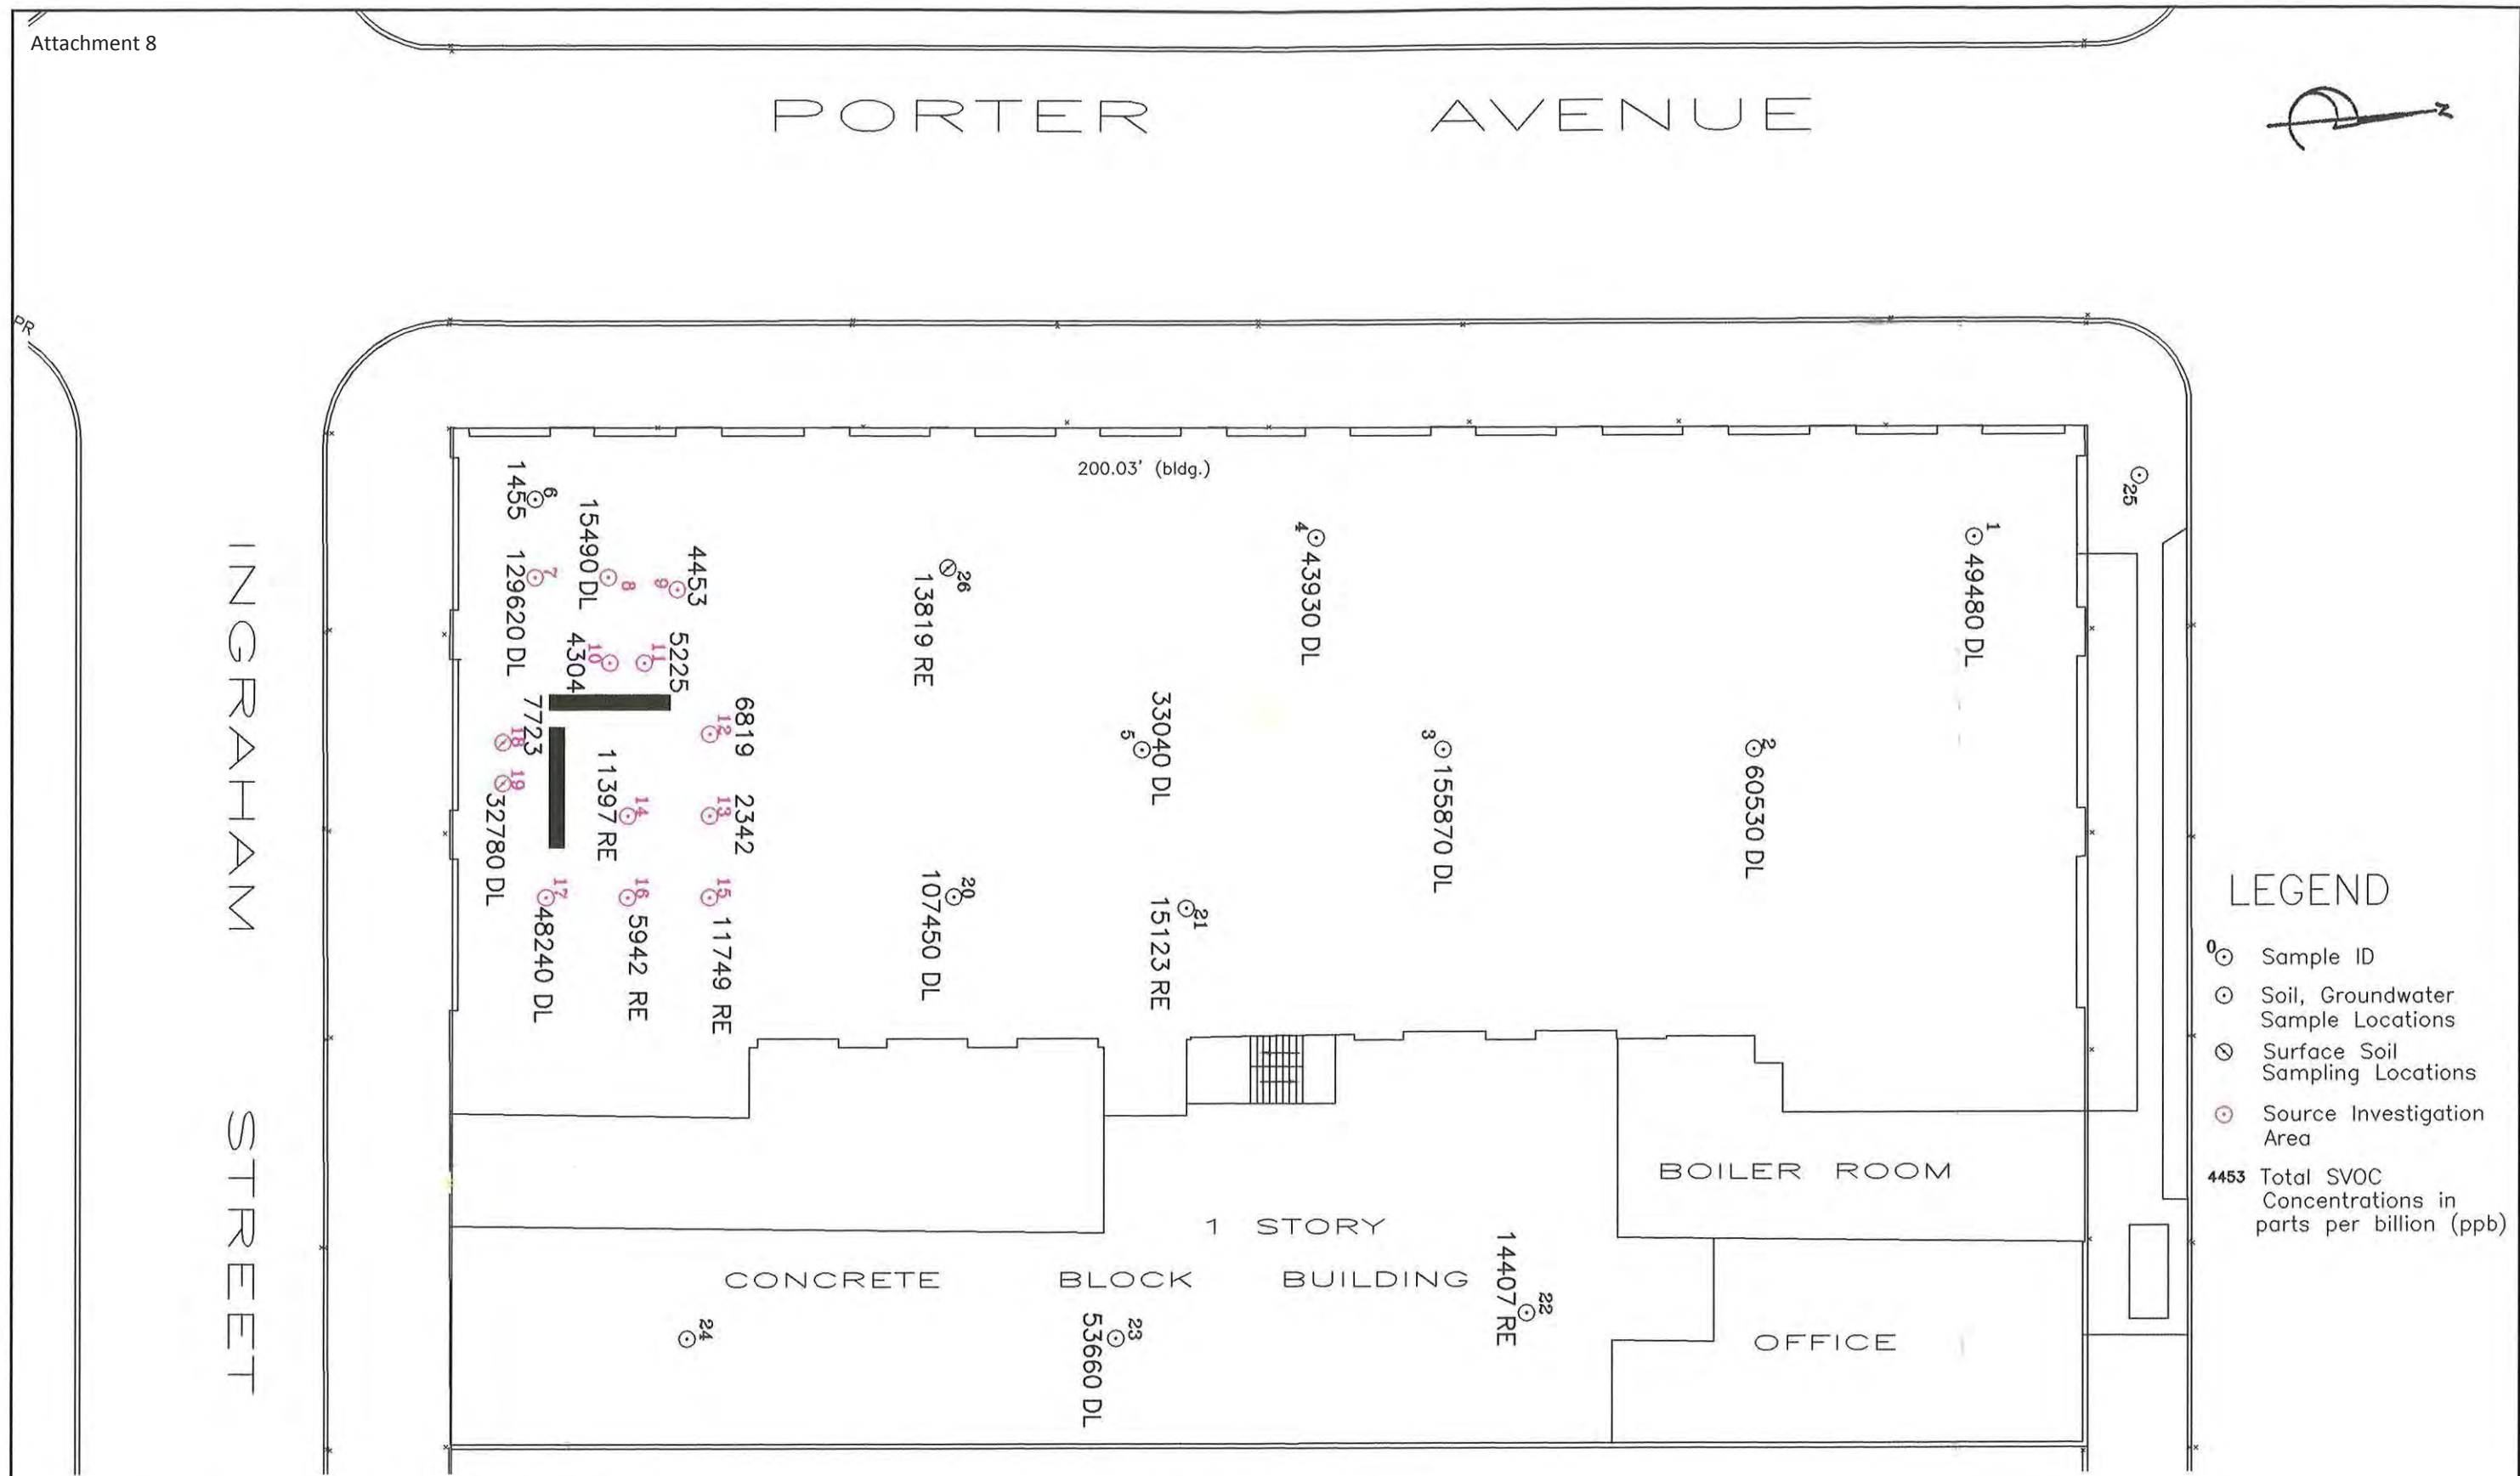 Attachment 8
PORTER AVENUE
N
PR
INGRAHAM STREET
200.03' (bldg.)
6
1455
7
129620 DL
8
15490 DL
9
4453
10
4304
11
5225
12
6819
13
2342
14
11397 RE
15
11749 RE
16
5942 RE
17
48240 DL
18
7723
19
32780 DL
26
13819 RE
20
107450 DL
4
43930 DL
5
33040 DL
21
15123 RE
3
155870 DL
2
60530 DL
1
49480 DL
25
BOILER ROOM
1 STORY
CONCRETE BLOCK BUILDING
OFFICE
22
14407 RE
23
53660 DL
24
LEGEND
0 Sample ID
Soil, Groundwater
Sample Locations
Surface Soil
Sampling Locations
Source Investigation
Area
4453 Total SVOC
Concentrations in
parts per billion (ppb)